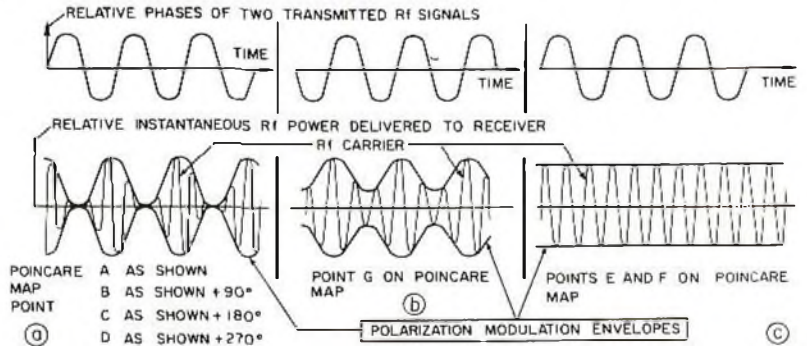 RELATIVE PHASES OF TWO TRANSMITTED Rf SIGNALS
TIME
TIME
TIME
RELATIVE INSTANTANEOUS Rf POWER DELIVERED TO RECEIVER
Rf CARRIER
POINCARE MAP POINT
A AS SHOWN
B AS SHOWN +90°
C AS SHOWN +180°
D AS SHOWN +270°
a
POINT G ON POINCARE
MAP
b
POINTS E AND F ON POINCARE
MAP
c
POLARIZATION MODULATION ENVELOPES